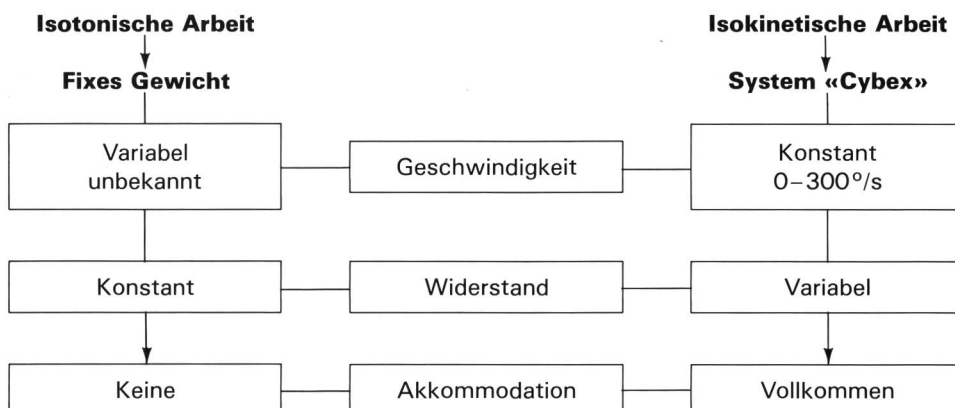 Isotonische Arbeit
Isokinetische Arbeit
Fixes Gewicht
System «Cybex»
Variabel
unbekannt
Geschwindigkeit
Konstant
0–300°/s
Konstant
Widerstand
Variabel
Keine
Akkommodation
Vollkommen